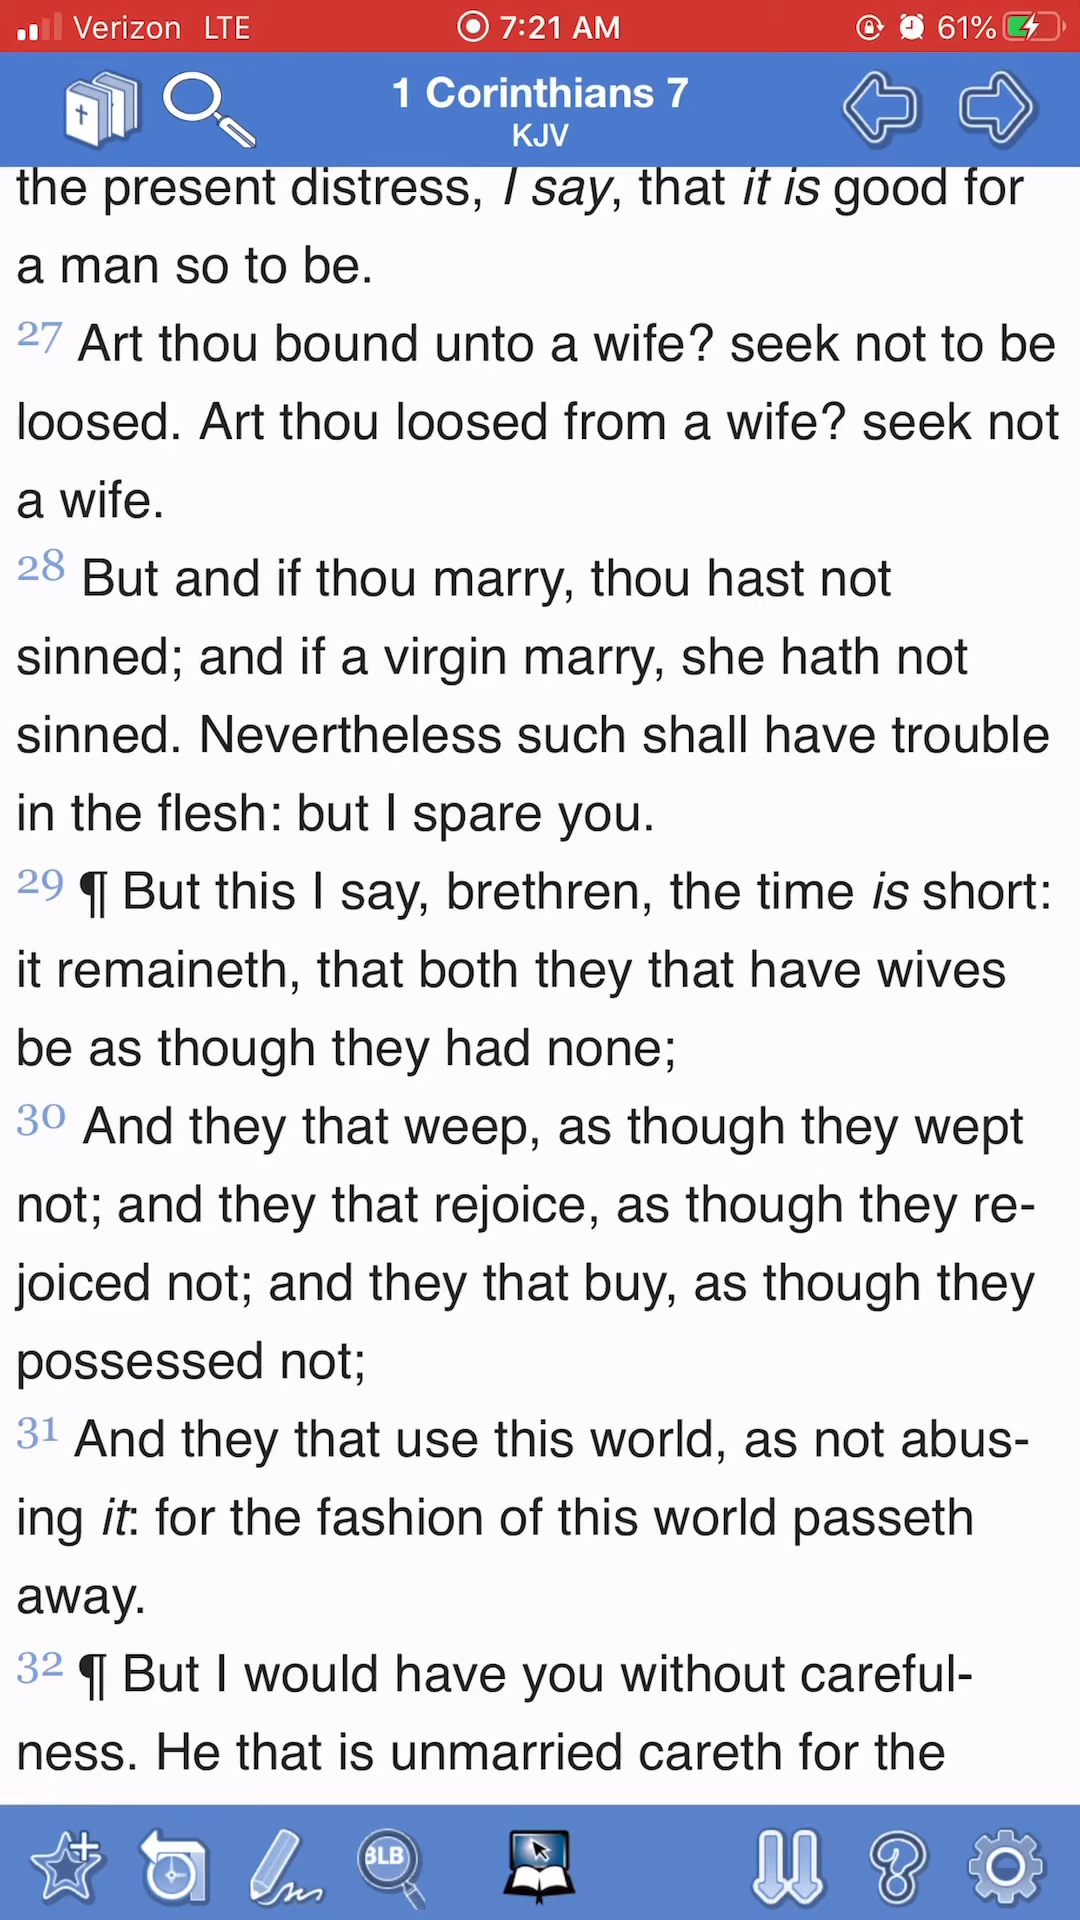 Verizon LTE 7:21 AM 61%
1 Corinthians 7
KJV
the present distress, I say, that it is good for
a man so to be.
27 Art thou bound unto a wife? seek not to be
loosed. Art thou loosed from a wife? seek not
a wife.
28 But and if thou marry, thou hast not
sinned; and if a virgin marry, she hath not
sinned. Nevertheless such shall have trouble
in the flesh: but I spare you.
29 ¶ But this I say, brethren, the time is short:
it remaineth, that both they that have wives
be as though they had none;
30 And they that weep, as though they wept
not; and they that rejoice, as though they re-
joiced not; and they that buy, as though they
possessed not;
31 And they that use this world, as not abus-
ing it: for the fashion of this world passeth
away.
32 ¶ But I would have you without careful-
ness. He that is unmarried careth for the
BLB